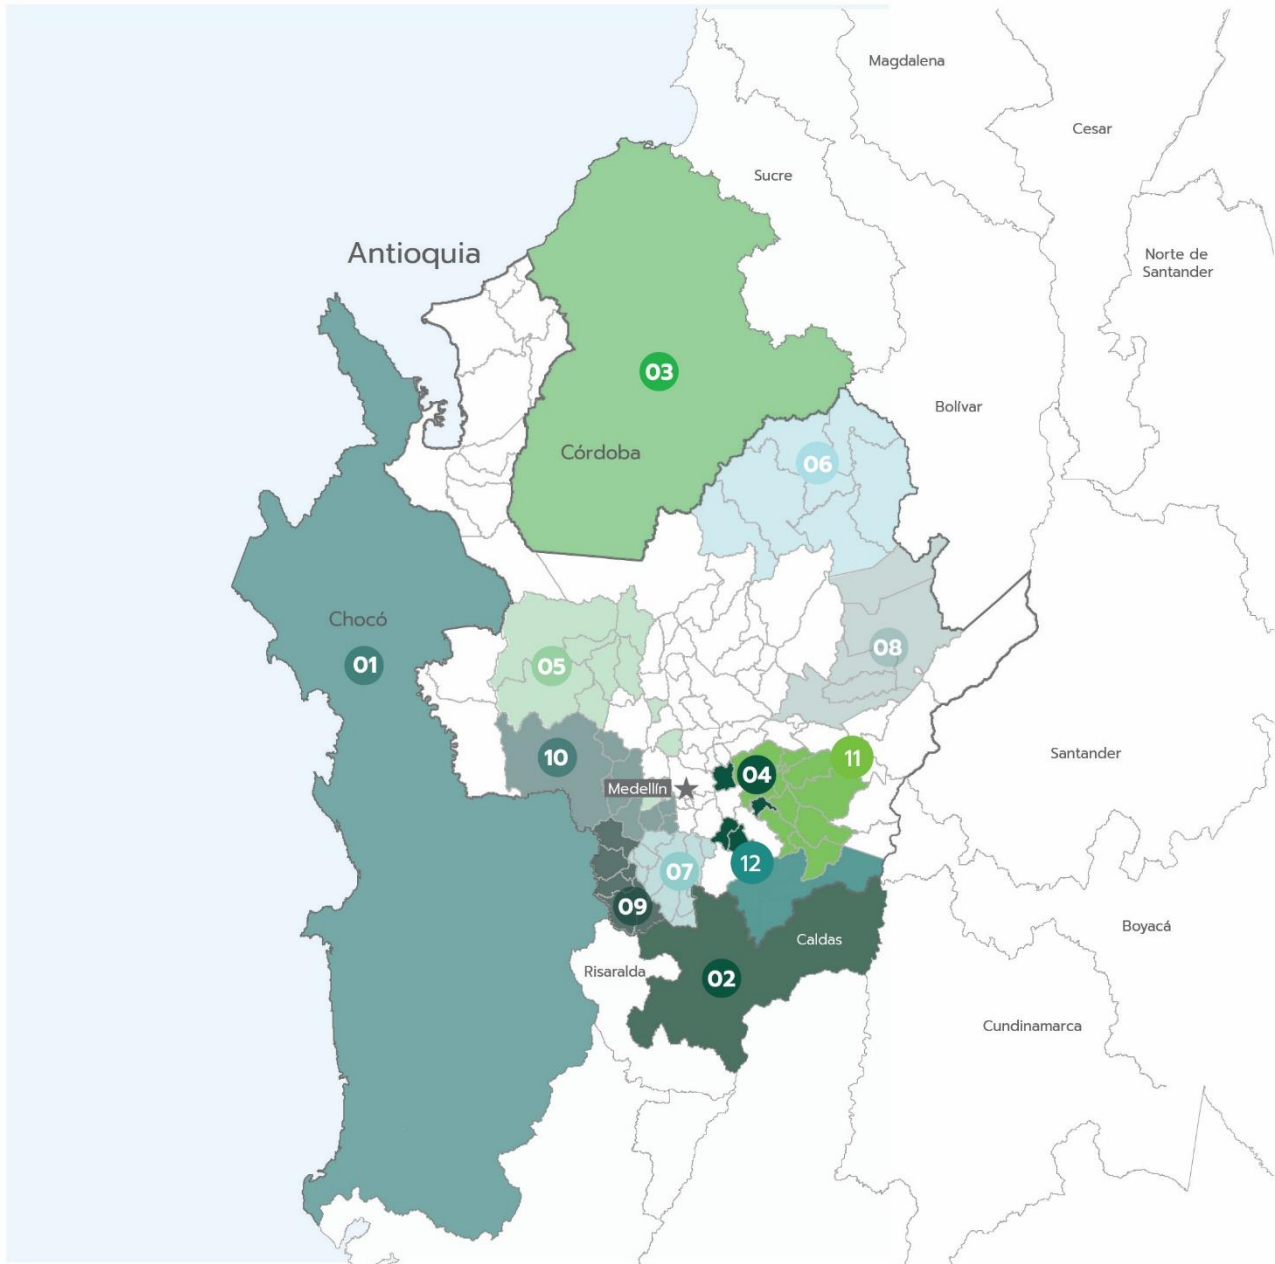 Magdalena
Cesar
Sucre
Antioquia
Norte de
Santander
03
Bolívar
Córdoba
06
Chocó
01
05
08
10
11
Santander
Medellín
04
12
07
09
Boyacá
Caldas
Risaralda
02
Cundinamarca